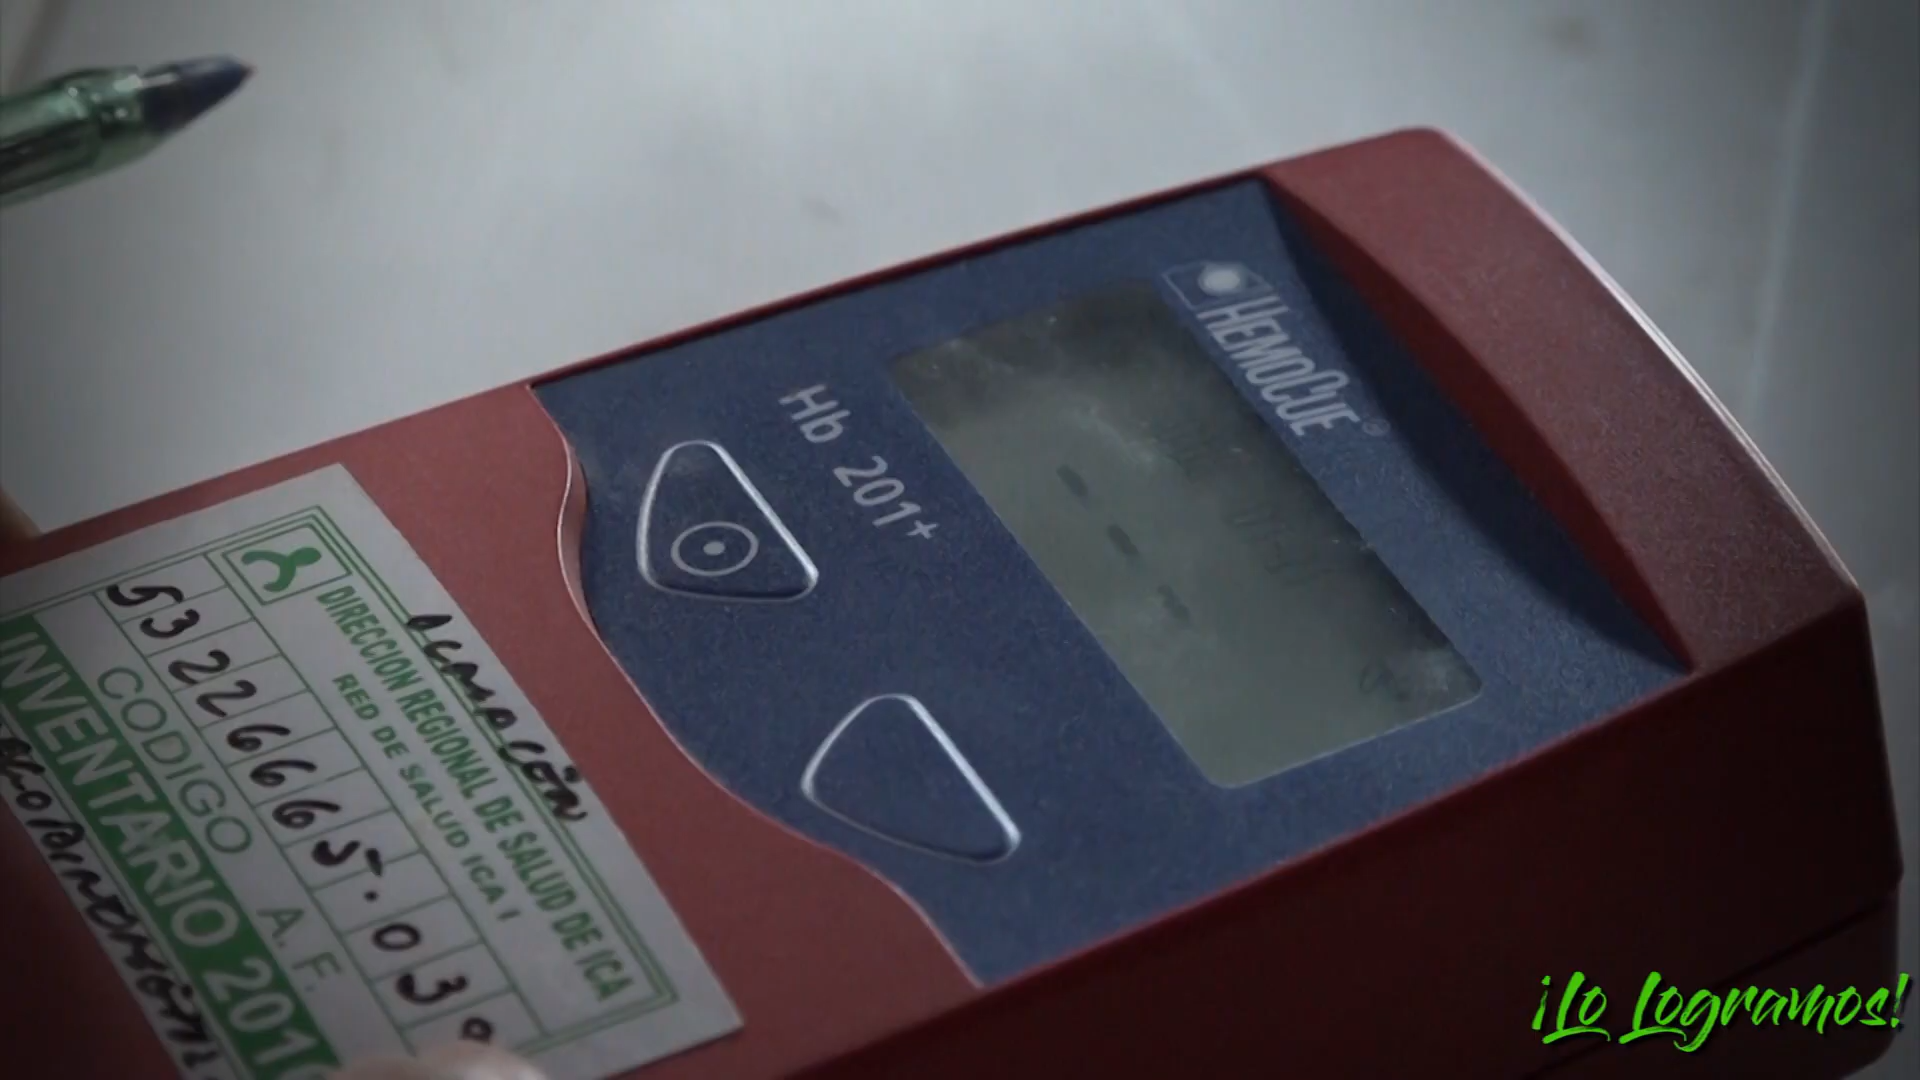 HEMOCUE®
Hb 201+
DIRECCION REGIONAL DE SALUD DE ICA
RED DE SALUD ICA I
53226665.03
CODIGO A. F.
INVENTARIO 201
¡Lo Logramos!